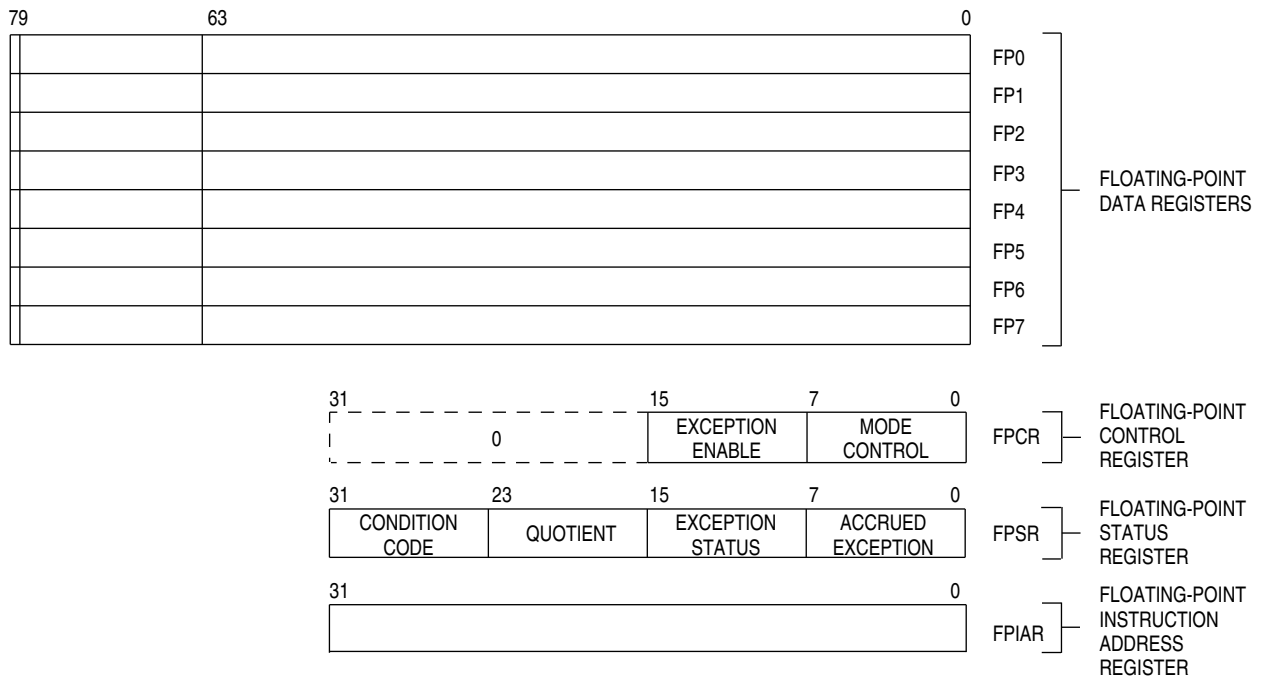 79 63 0
FP0
FP1
FP2
FP3
FP4
FP5
FP6
FP7
FLOATING-POINT
DATA REGISTERS
31 15 7 0
0
EXCEPTION
ENABLE
MODE
CONTROL
FPCR
FLOATING-POINT
CONTROL
REGISTER
31 23 15 7 0
CONDITION
CODE
QUOTIENT
EXCEPTION
STATUS
ACCRUED
EXCEPTION
FPSR
FLOATING-POINT
STATUS
REGISTER
31 0
FPIAR
FLOATING-POINT
INSTRUCTION
ADDRESS
REGISTER